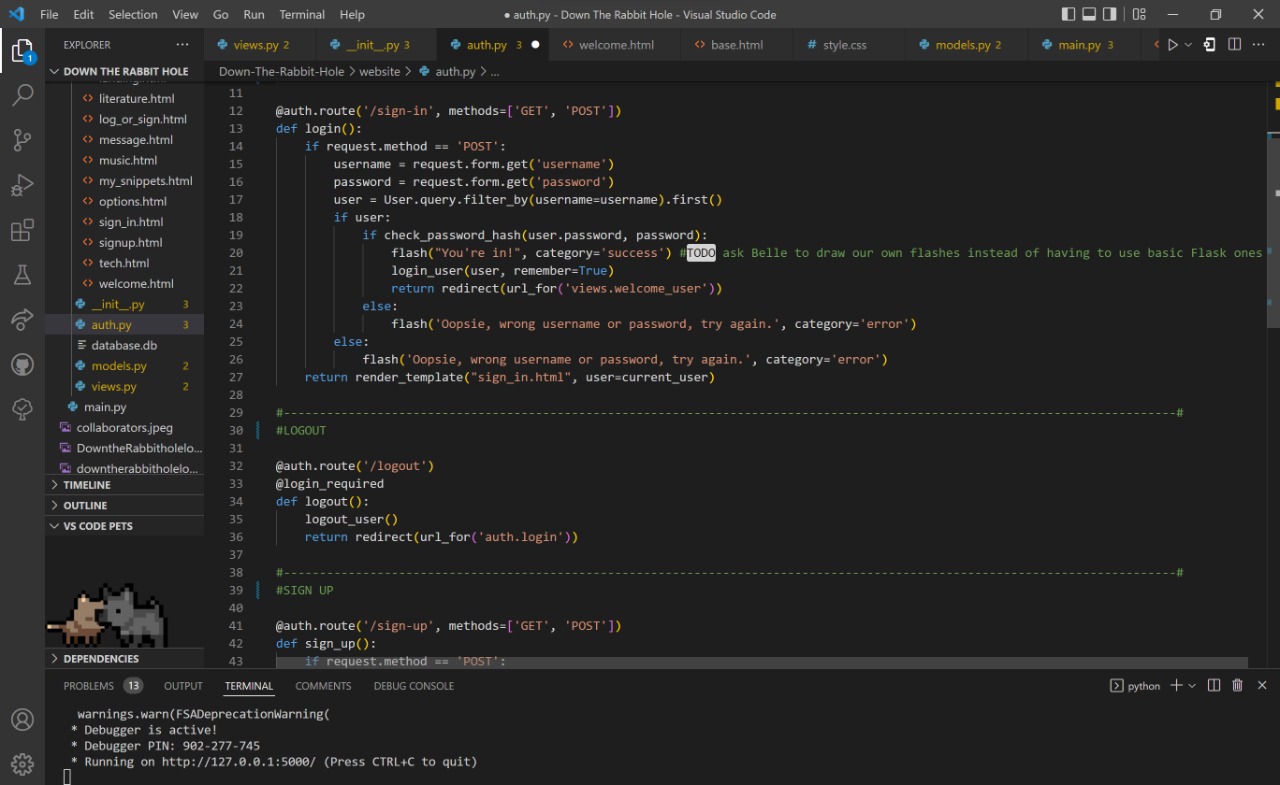 File Edit Selection View Go Run Terminal Help
● auth.py - Down The Rabbit Hole - Visual Studio Code
EXPLORER ...
views.py 2 __init__.py 3 auth.py 3 ● welcome.html base.html # style.css models.py 2 main.py 3
1
DOWN THE RABBIT HOLE
Down-The-Rabbit-Hole > website > auth.py > ...
literature.html
log_or_sign.html
message.html
music.html
my_snippets.html
options.html
sign_in.html
signup.html
tech.html
welcome.html
__init__.py 3
auth.py 3
database.db
models.py 2
views.py 2
main.py
collaborators.jpeg
DowntheRabbitholelo...
downtherabbitholelo...
TIMELINE
OUTLINE
VS CODE PETS
DEPENDENCIES
11
12 @auth.route('/sign-in', methods=['GET', 'POST'])
13 def login():
14 if request.method == 'POST':
15 username = request.form.get('username')
16 password = request.form.get('password')
17 user = User.query.filter_by(username=username).first()
18 if user:
19 if check_password_hash(user.password, password):
20 flash("You're in!", category='success') #TODO ask Belle to draw our own flashes instead of having to use basic Flask ones
21 login_user(user, remember=True)
22 return redirect(url_for('views.welcome_user'))
23 else:
24 flash('Oopsie, wrong username or password, try again.', category='error')
25 else:
26 flash('Oopsie, wrong username or password, try again.', category='error')
27 return render_template("sign_in.html", user=current_user)
28
29 #----------------------------------------------------------------------------------------------------------------------------#
30 #LOGOUT
31
32 @auth.route('/logout')
33 @login_required
34 def logout():
35 logout_user()
36 return redirect(url_for('auth.login'))
37
38 #----------------------------------------------------------------------------------------------------------------------------#
39 #SIGN UP
40
41 @auth.route('/sign-up', methods=['GET', 'POST'])
42 def sign_up():
43 if request.method == 'POST':
PROBLEMS 13 OUTPUT TERMINAL COMMENTS DEBUG CONSOLE python
warnings.warn(FSADeprecationWarning(
* Debugger is active!
* Debugger PIN: 902-277-745
* Running on http://127.0.0.1:5000/ (Press CTRL+C to quit)